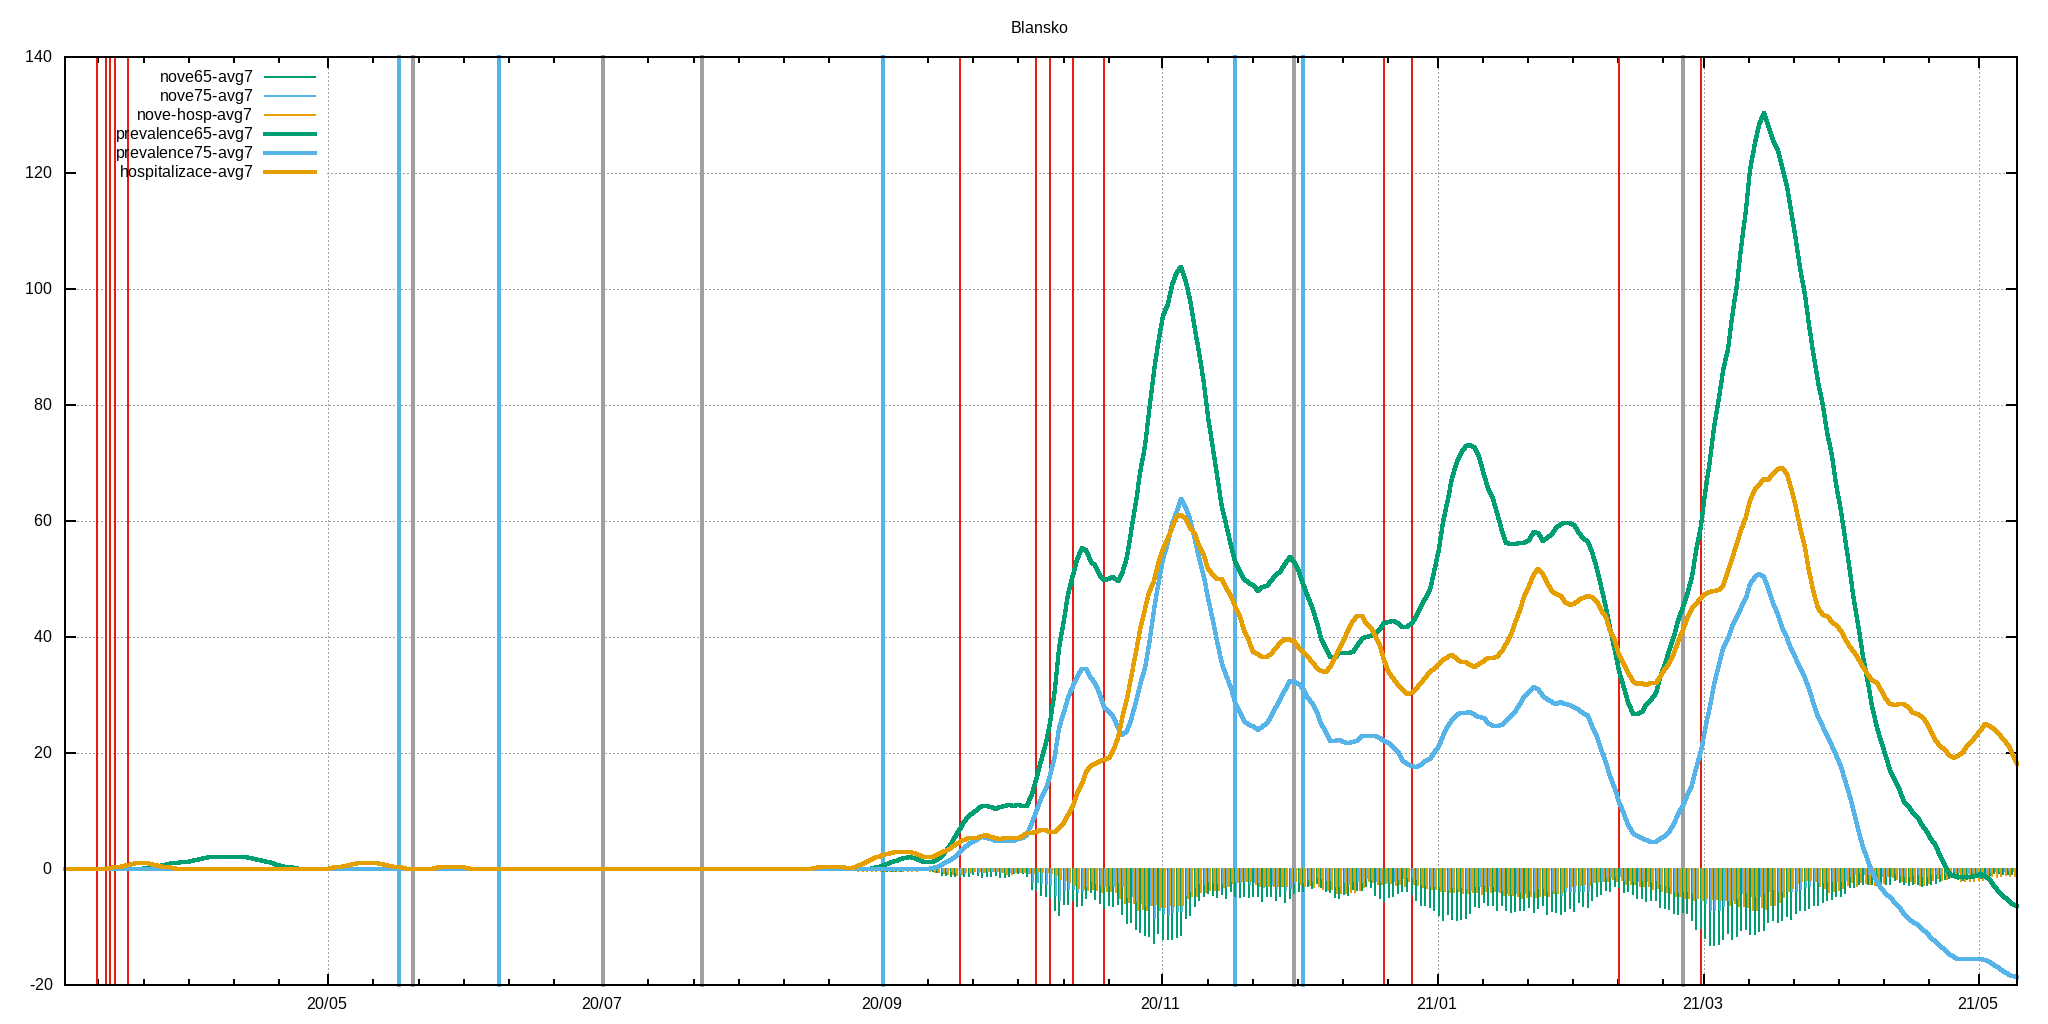 Blansko
140
120
100
80
60
40
20
0
-20
nove65-avg7
nove75-avg7
nove-hosp-avg7
prevalence65-avg7
prevalence75-avg7
hospitalizace-avg7
20/05 20/07 20/09 20/11 21/01 21/03 21/05